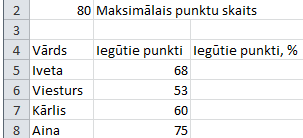 2 80 Maksimālais punktu skaits
3
4 Vārds Iegūtie punkti Iegūtie punkti, %
5 Iveta 68
6 Viesturs 53
7 Kārlis 60
8 Aina 75